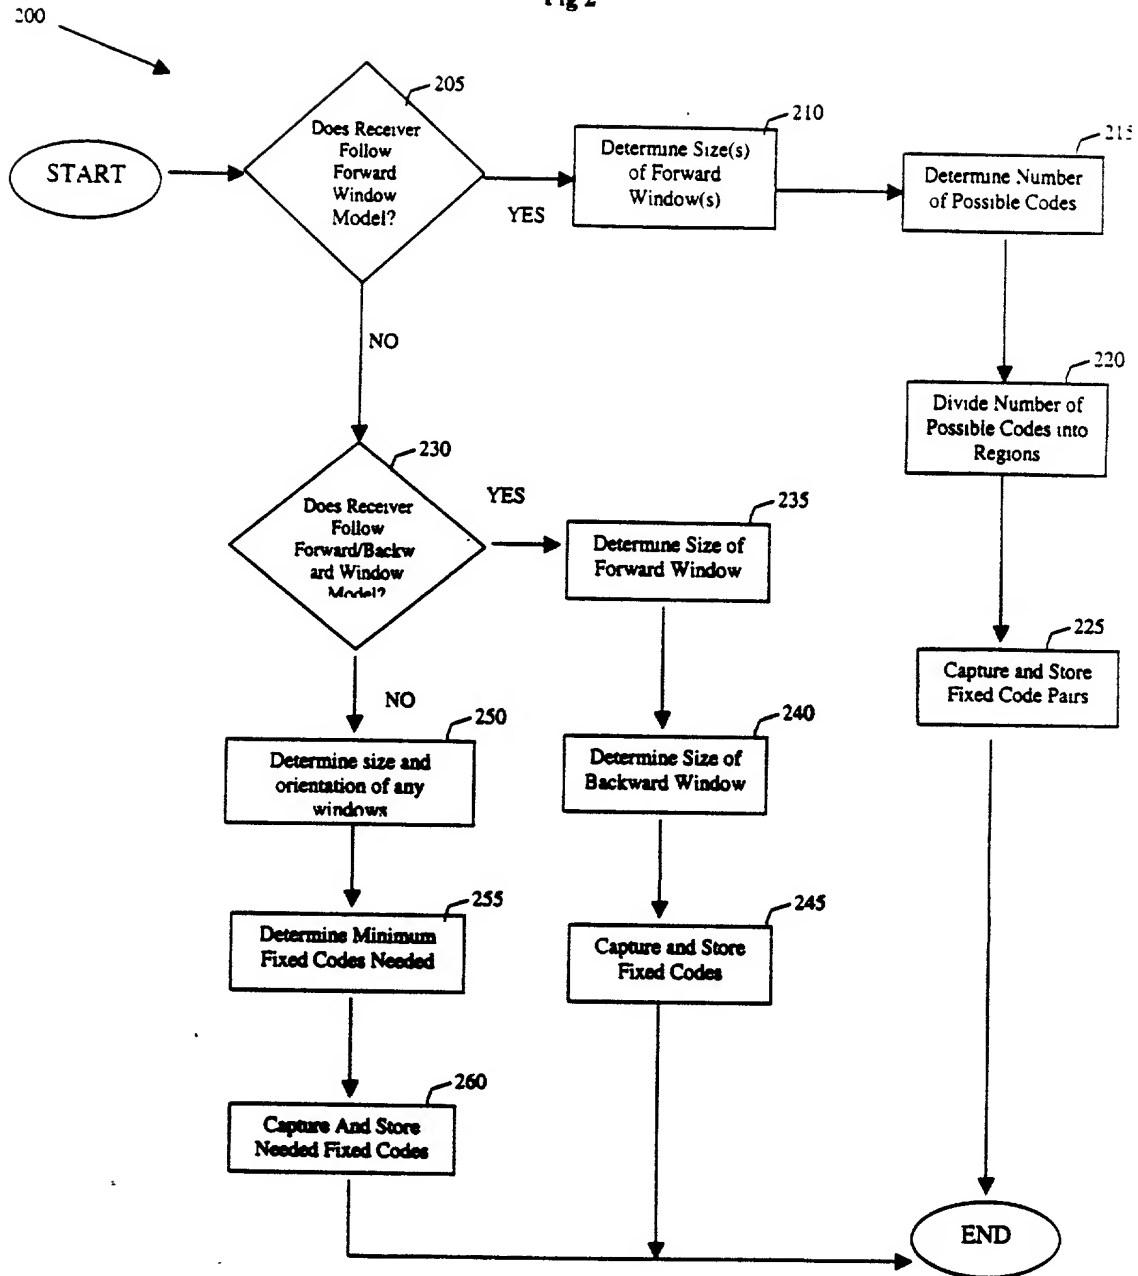 Fig 2
200
205
Does Receiver
Follow
Forward
Window
Model?
START
YES
210
Determine Size(s)
of Forward
Window(s)
215
Determine Number
of Possible Codes
NO
220
Divide Number of
Possible Codes into
Regions
230
Does Receiver
Follow
Forward/Backw
ard Window
Model?
YES
235
Determine Size of
Forward Window
225
Capture and Store
Fixed Code Pairs
NO
250
Determine size and
orientation of any
windows
240
Determine Size of
Backward Window
255
Determine Minimum
Fixed Codes Needed
245
Capture and Store
Fixed Codes
260
Capture And Store
Needed Fixed Codes
END